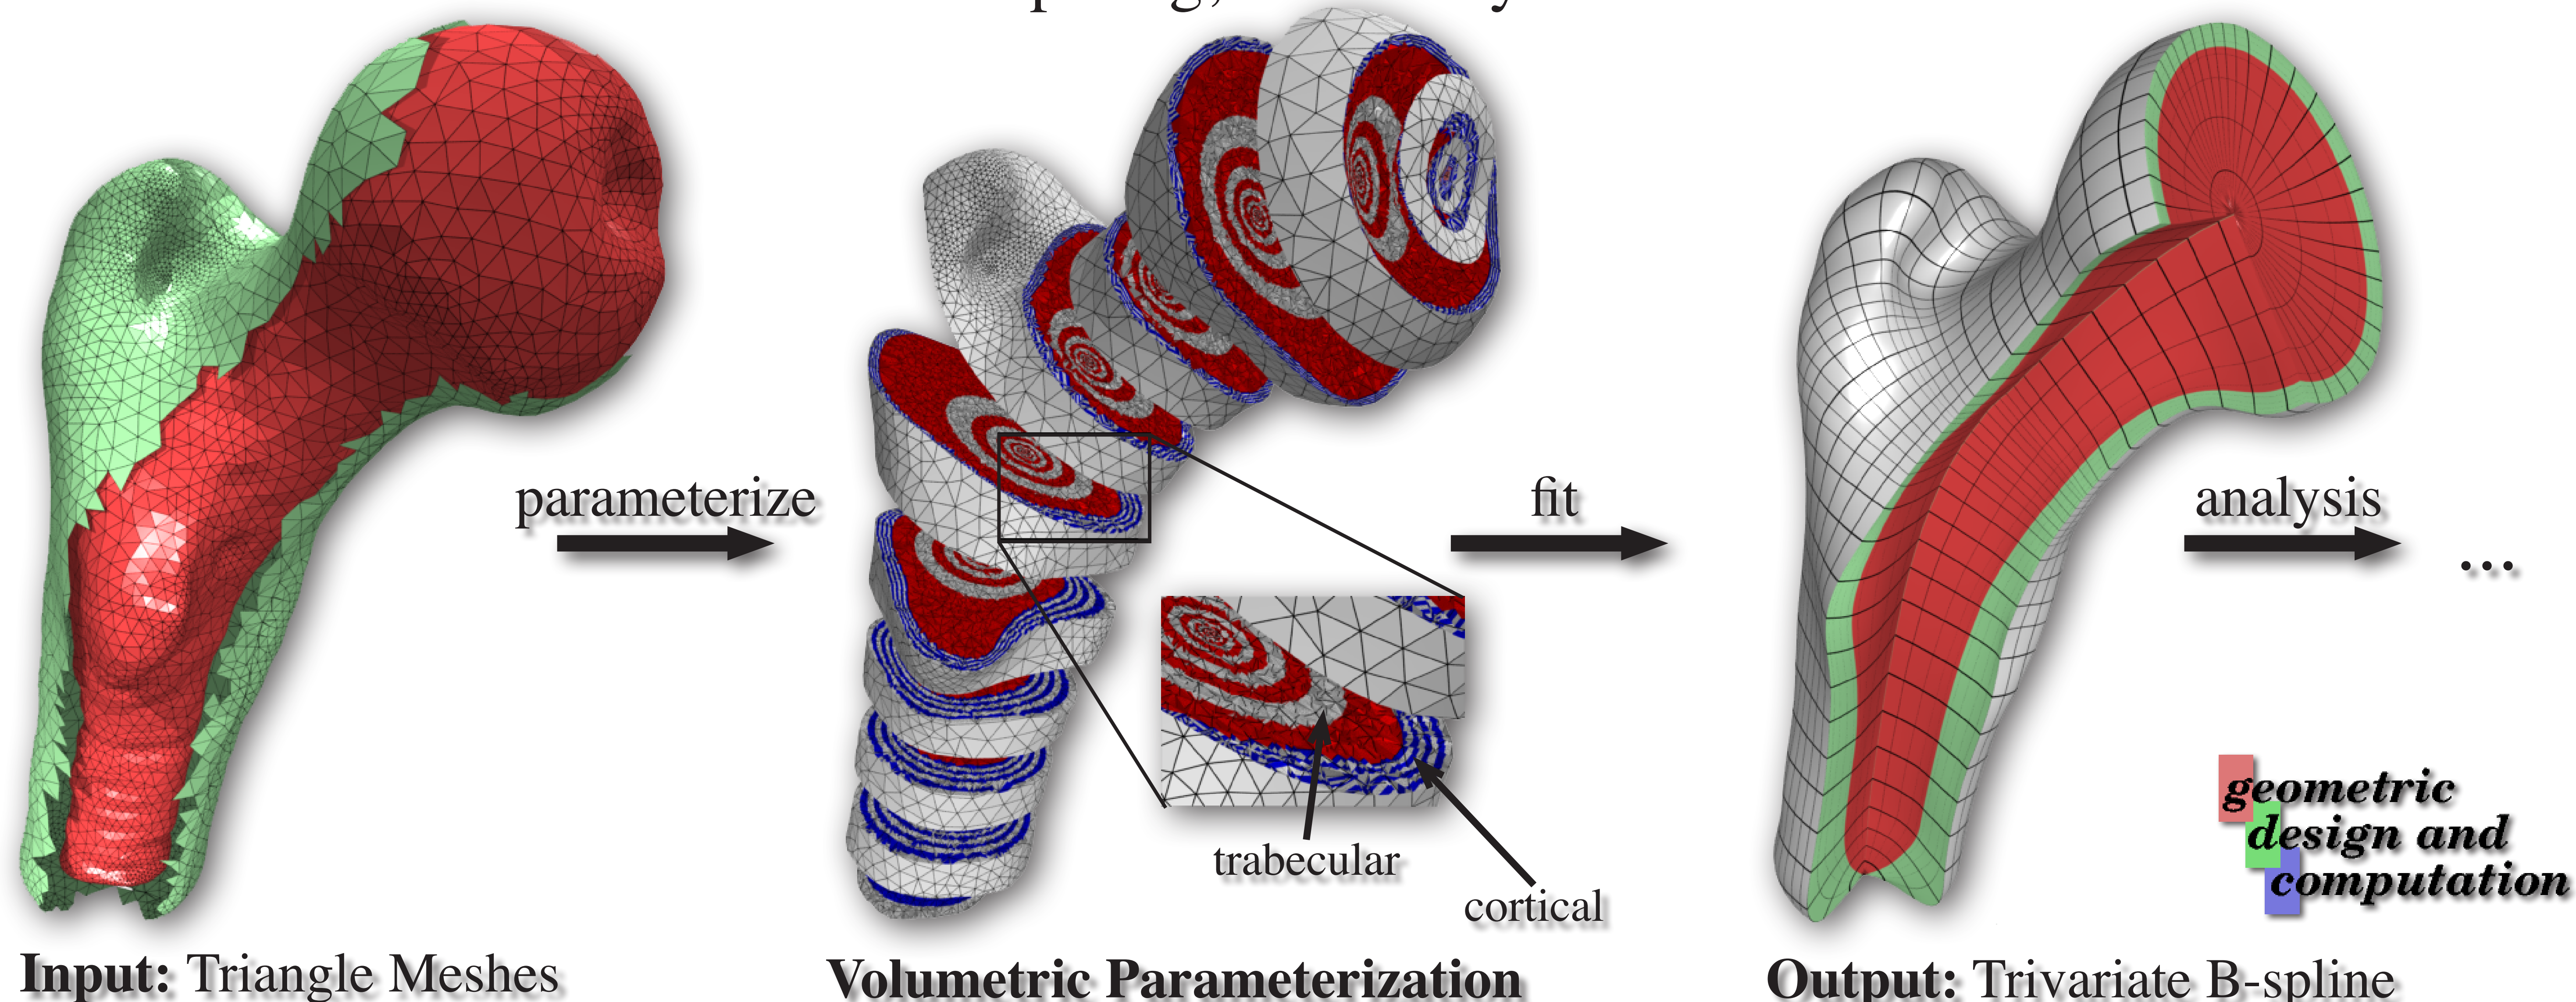 parameterize
fit
analysis
...
trabecular
cortical
geometric
design and
computation
Input: Triangle Meshes
Volumetric Parameterization
Output: Trivariate B-spline